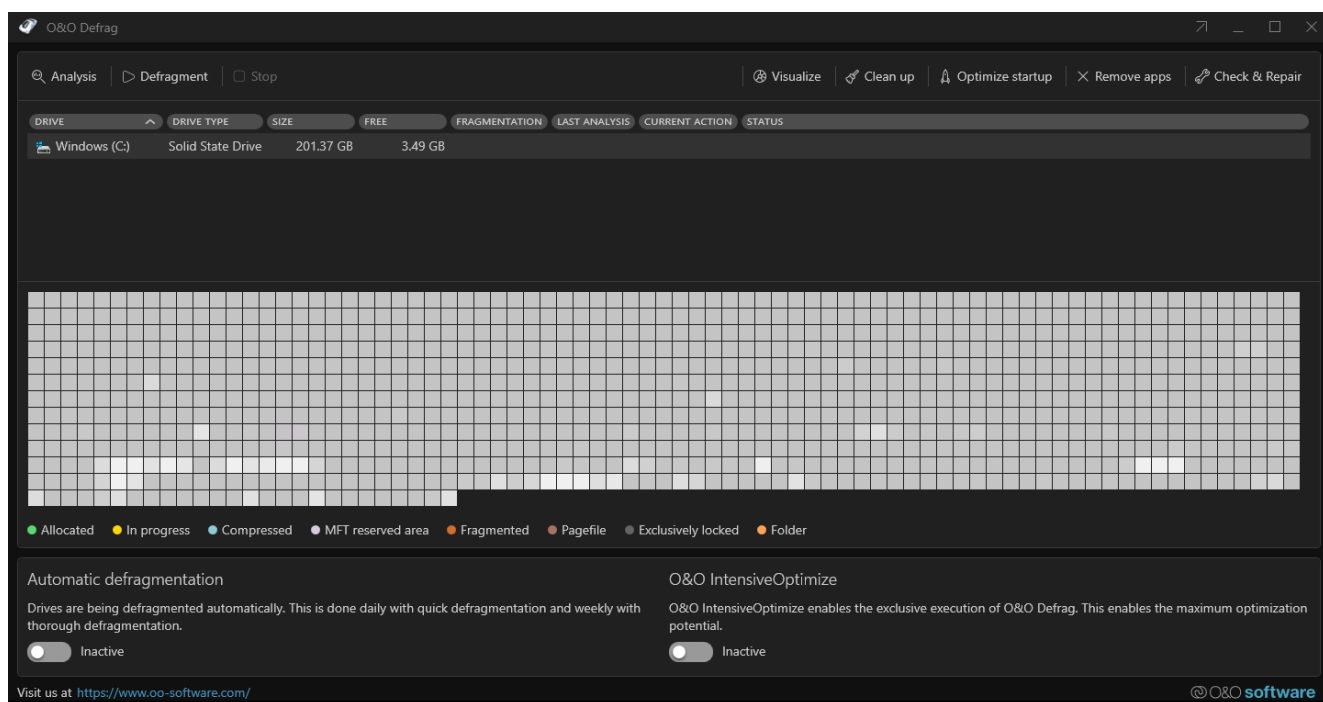 O&O Defrag
Analysis Defragment Stop Visualize Clean up Optimize startup Remove apps Check & Repair
DRIVE DRIVE TYPE SIZE FREE FRAGMENTATION LAST ANALYSIS CURRENT ACTION STATUS
Windows (C:) Solid State Drive 201.37 GB 3.49 GB
Allocated In progress Compressed MFT reserved area Fragmented Pagefile Exclusively locked Folder
Automatic defragmentation
Drives are being defragmented automatically. This is done daily with quick defragmentation and weekly with
thorough defragmentation.
Inactive
O&O IntensiveOptimize
O&O IntensiveOptimize enables the exclusive execution of O&O Defrag. This enables the maximum optimization
potential.
Inactive
Visit us at https://www.oo-software.com/
O&O software